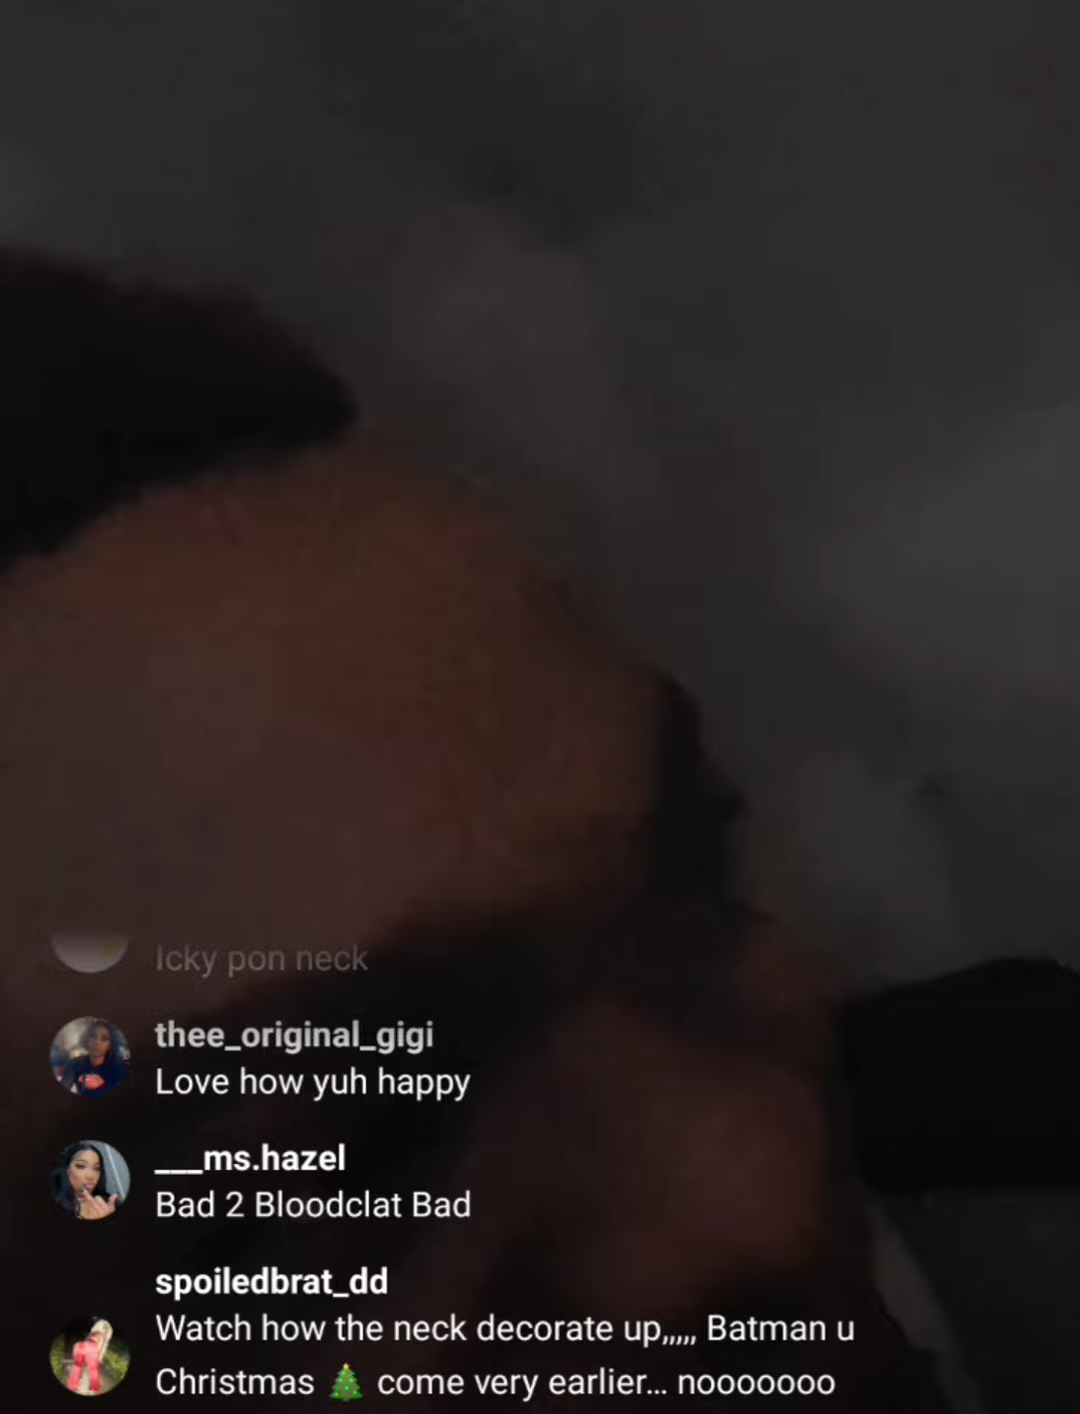 Icky pon neck
thee_original_gigi
Love how yuh happy
___ms.hazel
Bad 2 Bloodclat Bad
spoiledbrat_dd
Watch how the neck decorate up,,,,, Batman u
Christmas 🎄 come very earlier... nooooooo